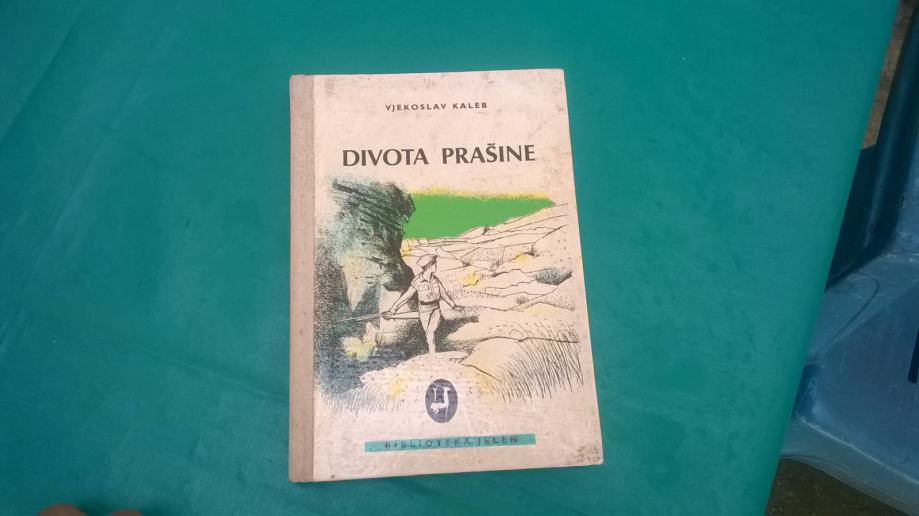 VJEKOSLAV KALEB
DIVOTA PRAŠINE
BIBLIOTEKA JELEN